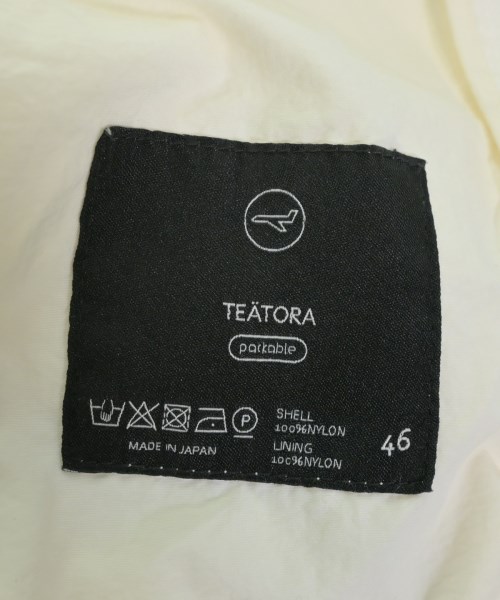 TEÄTORA
packable
P
SHELL
100%NYLON
MADE IN JAPAN
LINING
100%NYLON
46